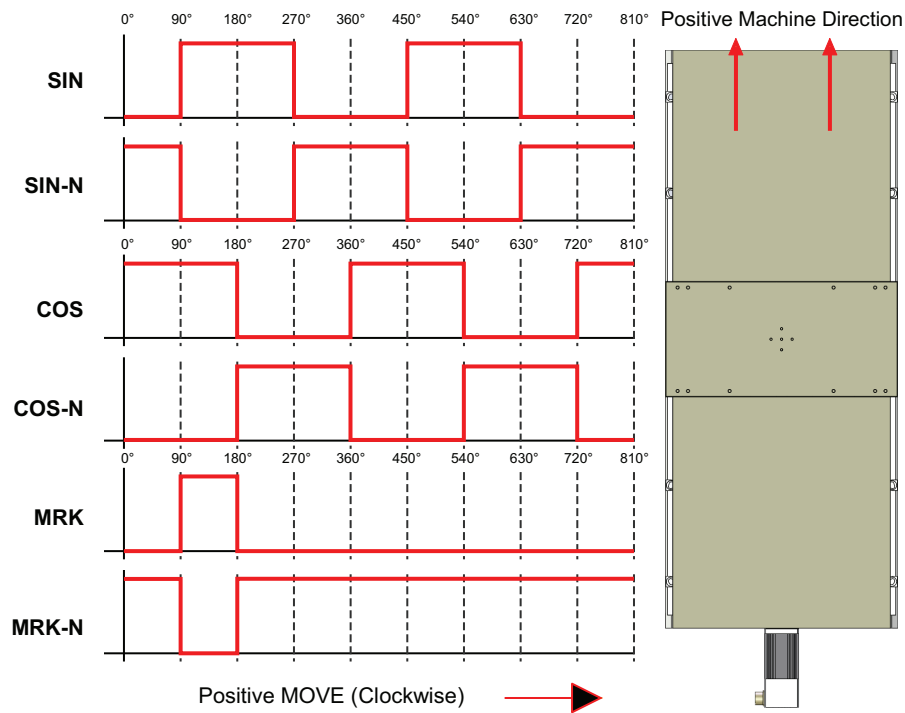 Positive Machine Direction
0° 90° 180° 270° 360° 450° 540° 630° 720° 810°
SIN
SIN-N
0° 90° 180° 270° 360° 450° 540° 630° 720° 810°
COS
COS-N
0° 90° 180° 270° 360° 450° 540° 630° 720° 810°
MRK
MRK-N
Positive MOVE (Clockwise)